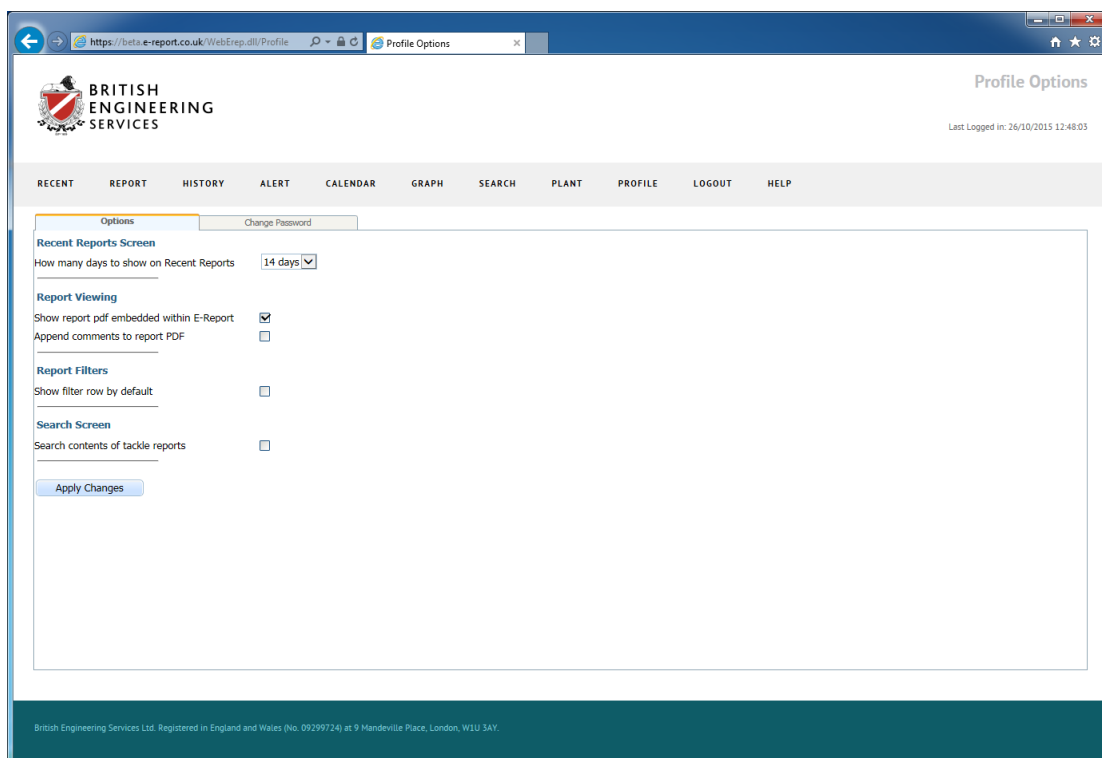 https://beta.e-report.co.uk/WebErep.dll/Profile
Profile Options
BRITISH
ENGINEERING
SERVICES
Profile Options
Last Logged in: 26/10/2015 12:48:03
RECENT REPORT HISTORY ALERT CALENDAR GRAPH SEARCH PLANT PROFILE LOGOUT HELP
Options Change Password
Recent Reports Screen
How many days to show on Recent Reports 14 days
Report Viewing
Show report pdf embedded within E-Report
Append comments to report PDF
Report Filters
Show filter row by default
Search Screen
Search contents of tackle reports
Apply Changes
British Engineering Services Ltd. Registered in England and Wales (No. 09299724) at 9 Mandeville Place, London, W1U 3AY.